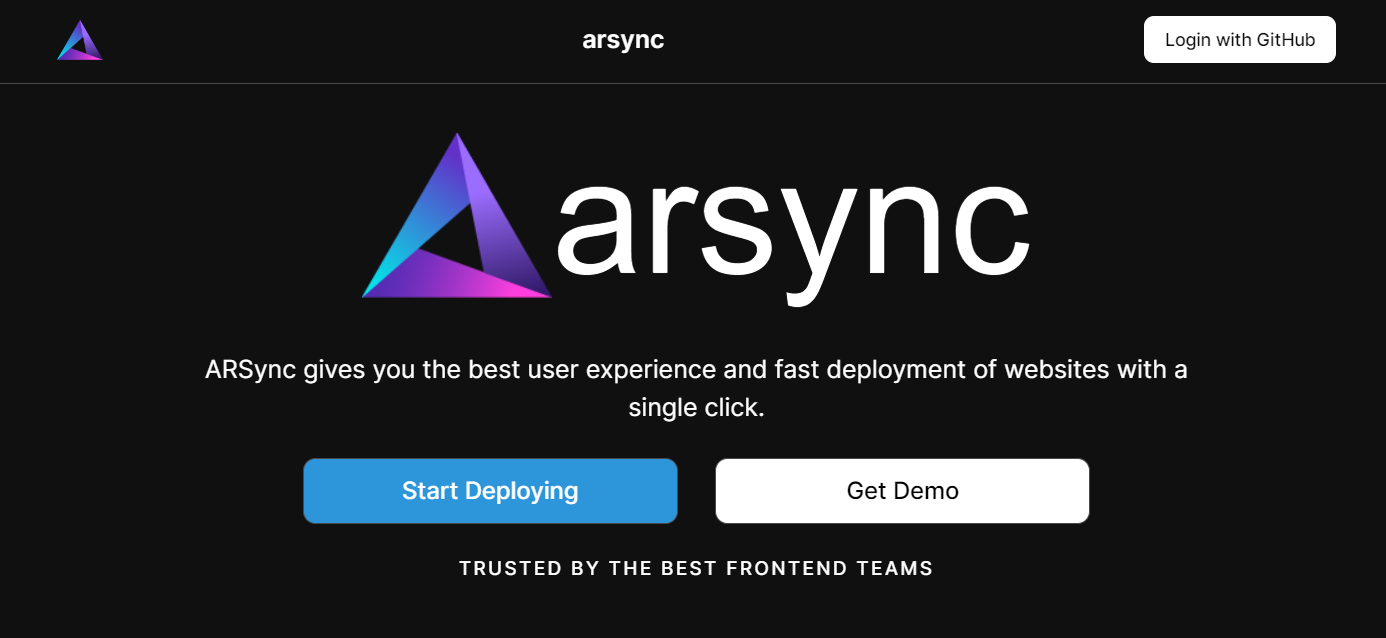 arsync
Login with GitHub
arsync
ARSync gives you the best user experience and fast deployment of websites with a
single click.
Start Deploying
Get Demo
TRUSTED BY THE BEST FRONTEND TEAMS